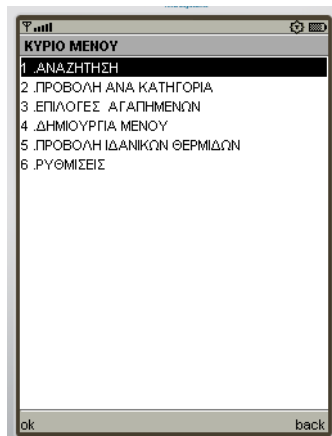 ΚΥΡΙΟ ΜΕΝΟΥ
1 .ΑΝΑΖΗΤΗΣΗ
2 .ΠΡΟΒΟΛΗ ΑΝΑ ΚΑΤΗΓΟΡΙΑ
3 .ΕΠΙΛΟΓΕΣ ΑΓΑΠΗΜΕΝΩΝ
4 .ΔΗΜΙΟΥΡΓΙΑ ΜΕΝΟΥ
5 .ΠΡΟΒΟΛΗ ΙΔΑΝΙΚΩΝ ΘΕΡΜΙΔΩΝ
6 .ΡΥΘΜΙΣΕΙΣ
ok back